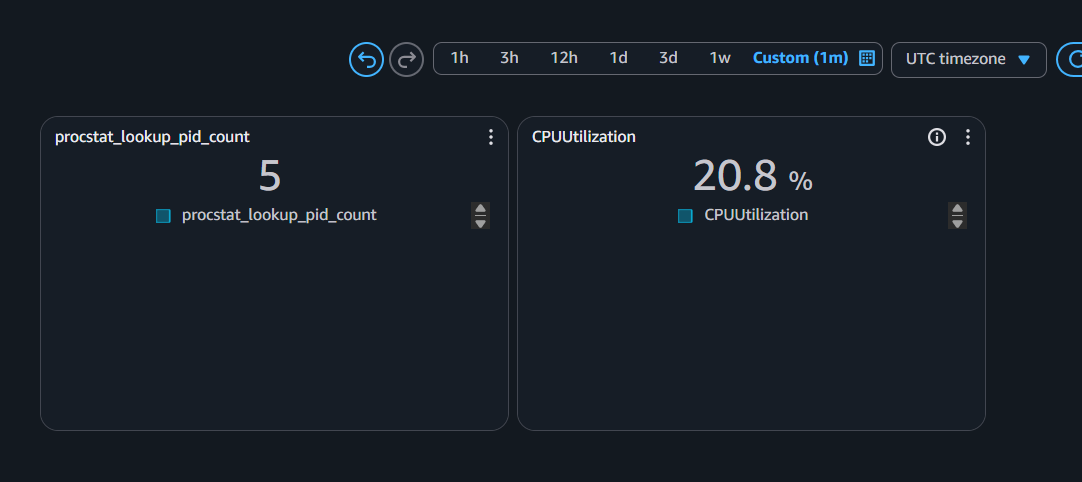 1h 3h 12h 1d 3d 1w Custom (1m) UTC timezone
procstat_lookup_pid_count
5
procstat_lookup_pid_count
CPUUtilization
20.8 %
CPUUtilization